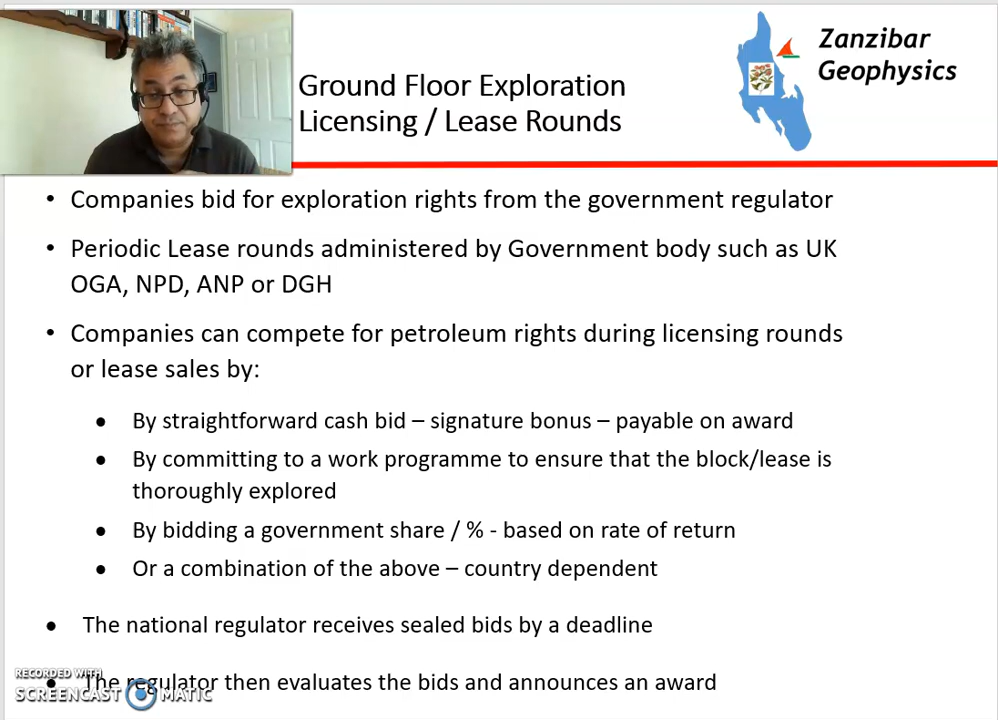 Ground Floor Exploration
Licensing / Lease Rounds
Zanzibar
Geophysics
• Companies bid for exploration rights from the government regulator
• Periodic Lease rounds administered by Government body such as UK
OGA, NPD, ANP or DGH
• Companies can compete for petroleum rights during licensing rounds
or lease sales by:
• By straightforward cash bid – signature bonus – payable on award
• By committing to a work programme to ensure that the block/lease is
thoroughly explored
• By bidding a government share / % - based on rate of return
• Or a combination of the above – country dependent
• The national regulator receives sealed bids by a deadline
• The regulator then evaluates the bids and announces an award
RECORDED WITH
SCREENCAST MATIC